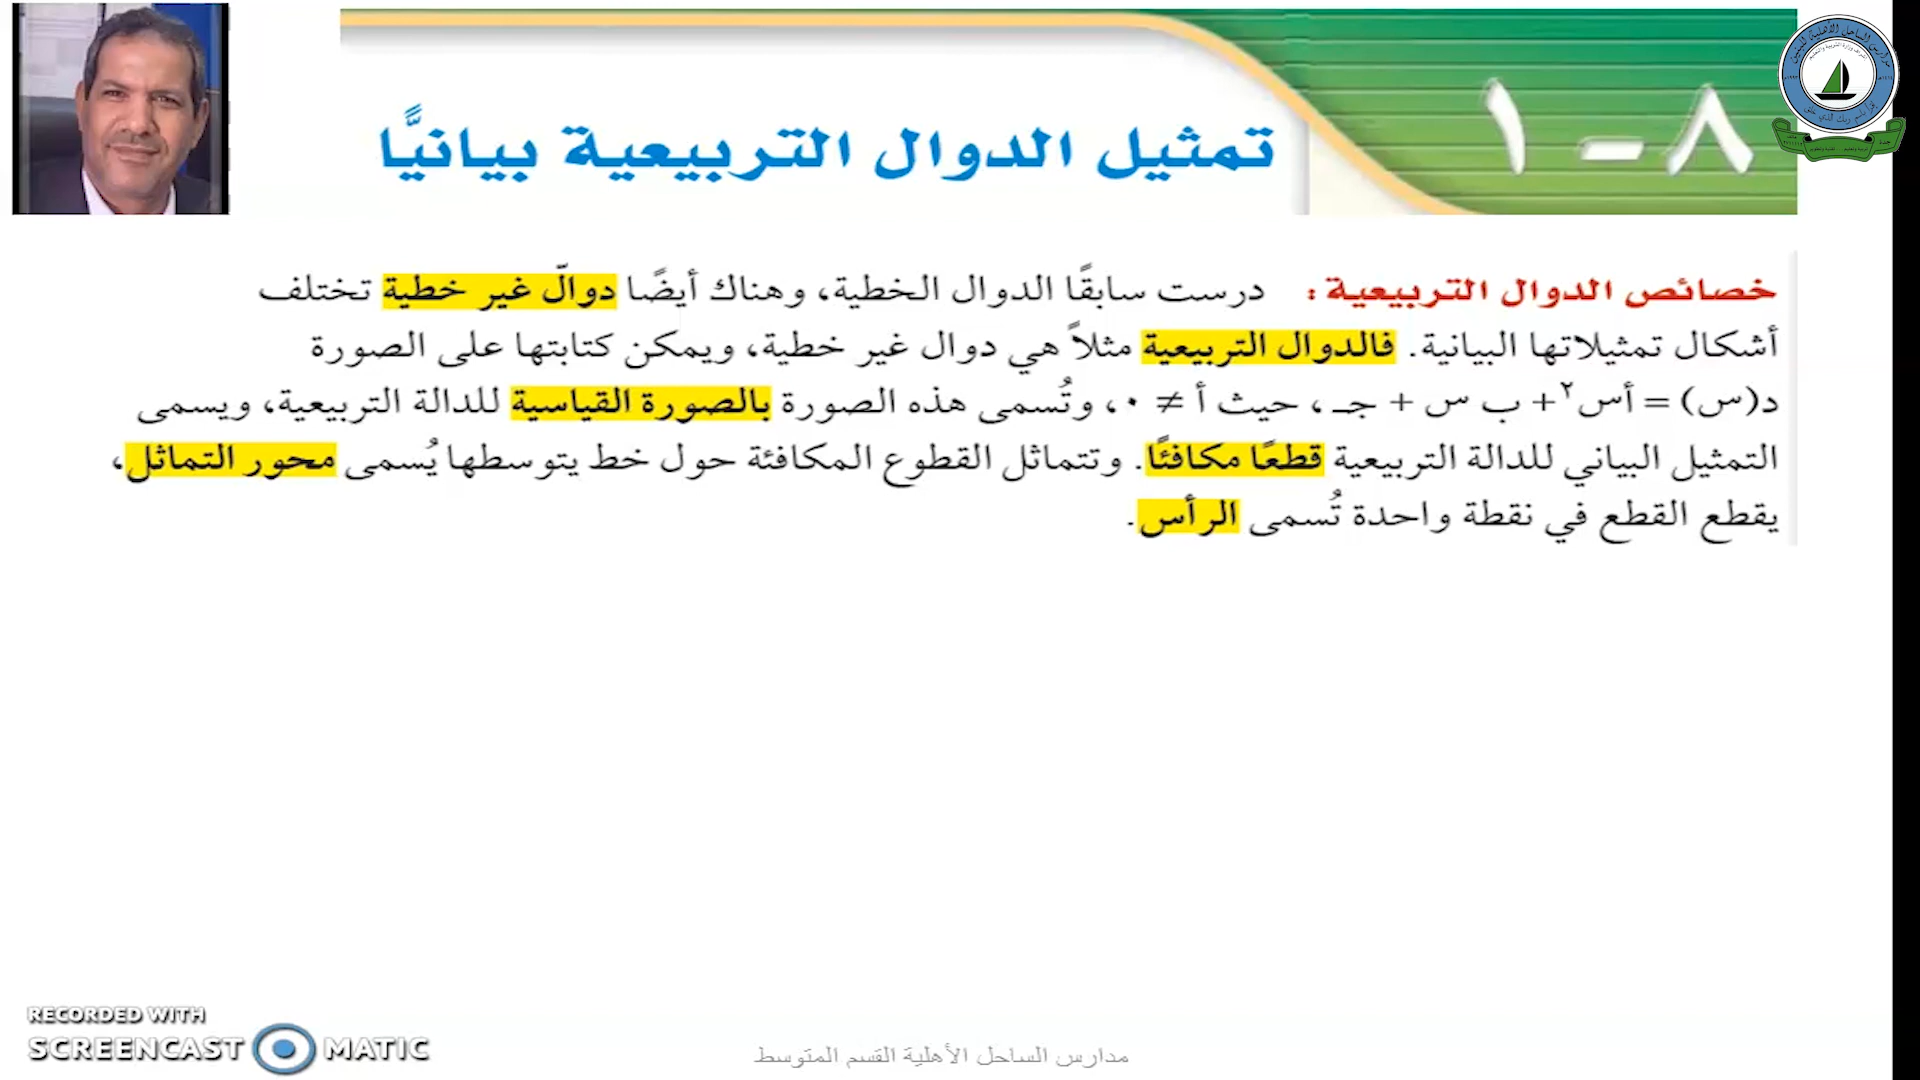 ٨ - ١
تمثيل الدوال التربيعية بيانيًّا
خصائص الدوال التربيعية : درست سابقًا الدوال الخطية، وهناك أيضًا دوالّ غير خطية تختلف
أشكال تمثيلاتها البيانية. فالدوال التربيعية مثلاً هي دوال غير خطية، ويمكن كتابتها على الصورة
د(س) = أس٢+ ب س + جـ ، حيث أ ≠ ٠، وتُسمى هذه الصورة بالصورة القياسية للدالة التربيعية، ويسمى
التمثيل البياني للدالة التربيعية قطعًا مكافئًا. وتتماثل القطوع المكافئة حول خط يتوسطها يُسمى محور التماثل،
يقطع القطع في نقطة واحدة تُسمى الرأس.
RECORDED WITH
SCREENCAST MATIC
مدارس الساحل الأهلية القسم المتوسط